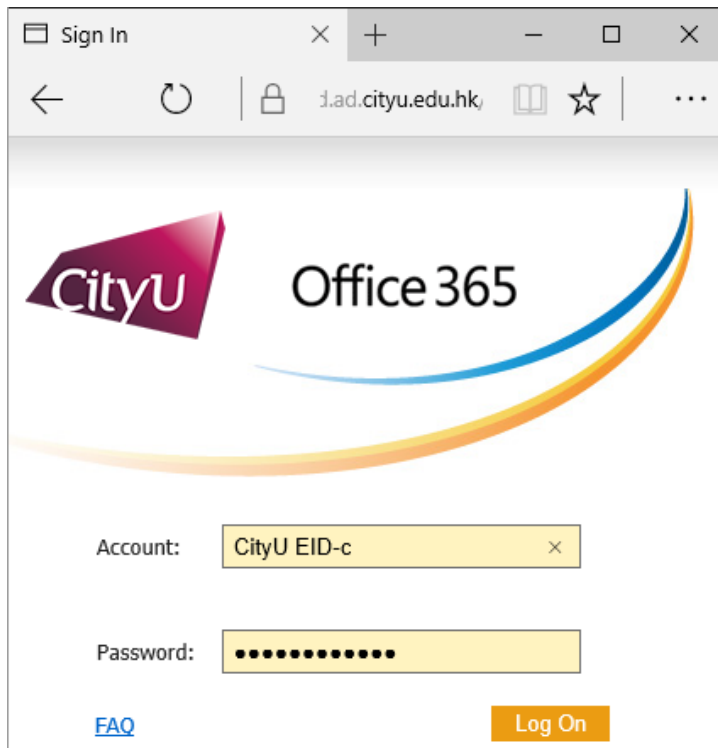 Sign In
d.ad.cityu.edu.hk/
CityU
Office 365
Account: CityU EID-c
Password: ••••••••••••
FAQ
Log On